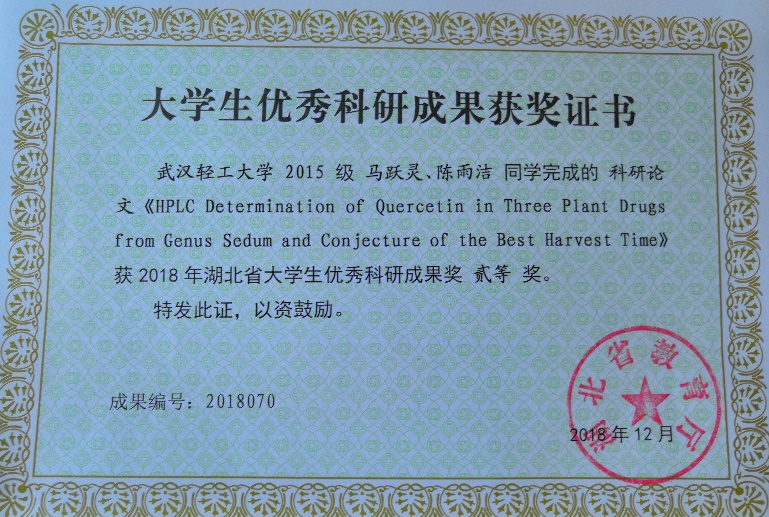 大学生优秀科研成果获奖证书
武汉轻工大学 2015 级 马跃灵、陈雨洁 同学完成的 科研论
文《HPLC Determination of Quercetin in Three Plant Drugs
from Genus Sedum and Conjecture of the Best Harvest Time》
获 2018 年湖北省大学生优秀科研成果奖 贰等 奖。
特发此证，以资鼓励。
成果编号：2018070
湖北省教育厅
2018 年 12 月